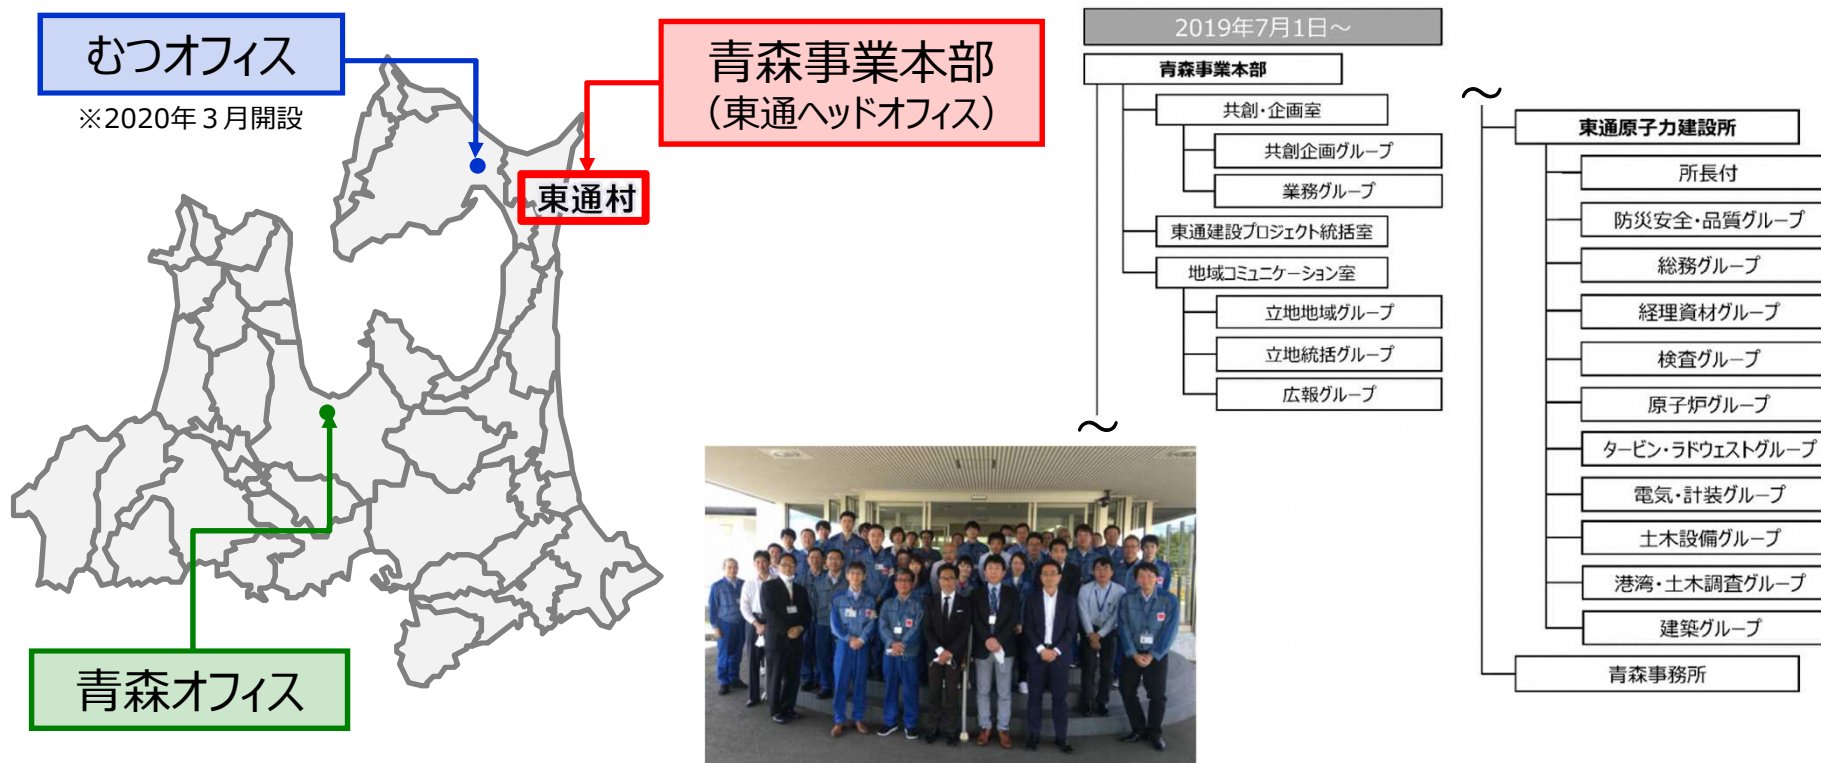 むつオフィス
※2020年３月開設
青森事業本部
（東通ヘッドオフィス）
東通村
青森オフィス
2019年7月1日～
青森事業本部
共創・企画室
共創企画グループ
業務グループ
東通建設プロジェクト統括室
地域コミュニケーション室
立地地域グループ
立地統括グループ
広報グループ
～
～
東通原子力建設所
所長付
防災安全・品質グループ
総務グループ
経理資材グループ
検査グループ
原子炉グループ
タービン・ラドウェストグループ
電気・計装グループ
土木設備グループ
港湾・土木調査グループ
建築グループ
青森事務所